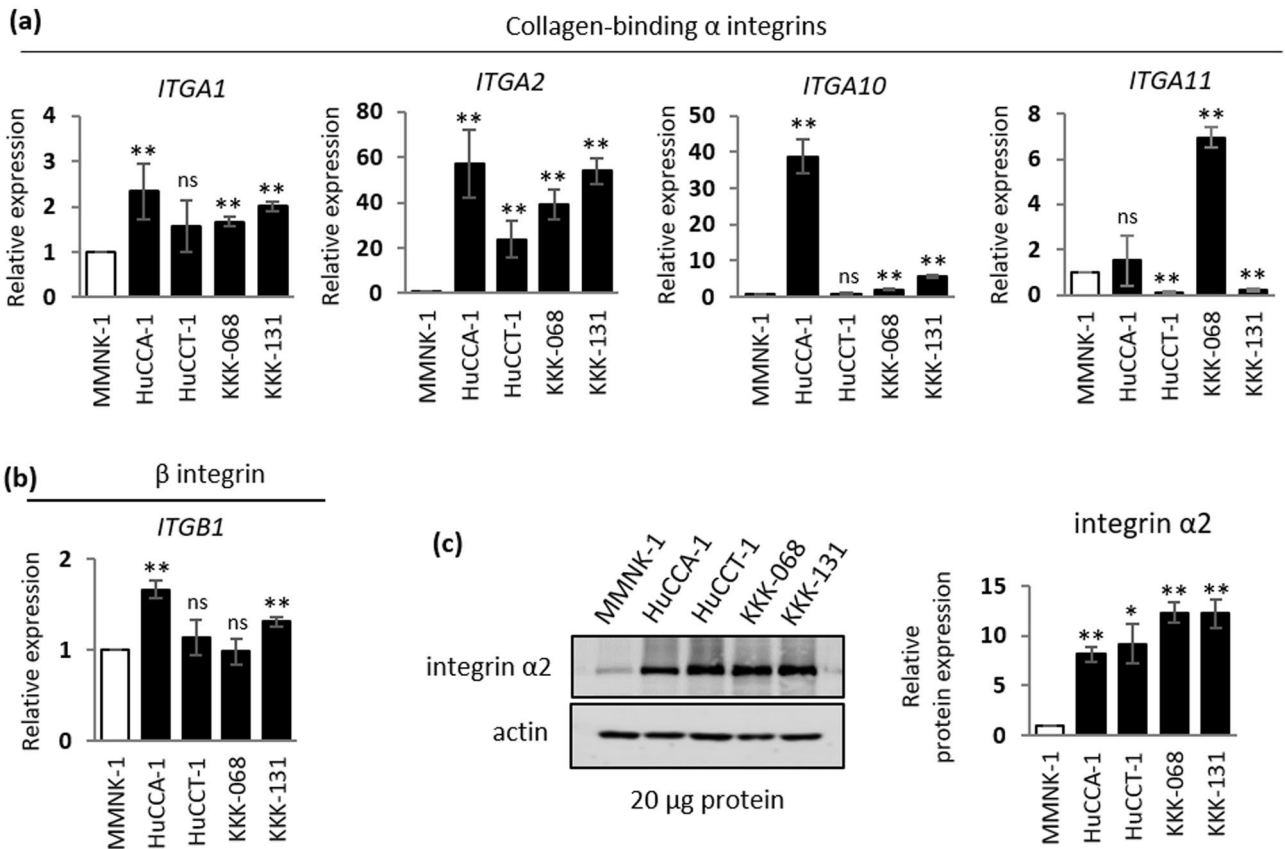 (a)
Collagen-binding α integrins
ITGA1
Relative expression
4
3
2
1
0
**
ns
**
**
MMNK-1
HuCCA-1
HuCCT-1
KKK-068
KKK-131
ITGA2
Relative expression
80
60
40
20
0
**
**
**
**
MMNK-1
HuCCA-1
HuCCT-1
KKK-068
KKK-131
ITGA10
Relative expression
50
40
30
20
10
0
**
ns
**
**
MMNK-1
HuCCA-1
HuCCT-1
KKK-068
KKK-131
ITGA11
Relative expression
8
6
4
2
0
ns
**
**
**
MMNK-1
HuCCA-1
HuCCT-1
KKK-068
KKK-131
(b)
β integrin
ITGB1
Relative expression
2
1
0
**
ns
ns
**
MMNK-1
HuCCA-1
HuCCT-1
KKK-068
KKK-131
(c)
MMNK-1
HuCCA-1
HuCCT-1
KKK-068
KKK-131
integrin α2
actin
20 µg protein
integrin α2
Relative
protein expression
15
10
5
0
**
*
**
**
MMNK-1
HuCCA-1
HuCCT-1
KKK-068
KKK-131